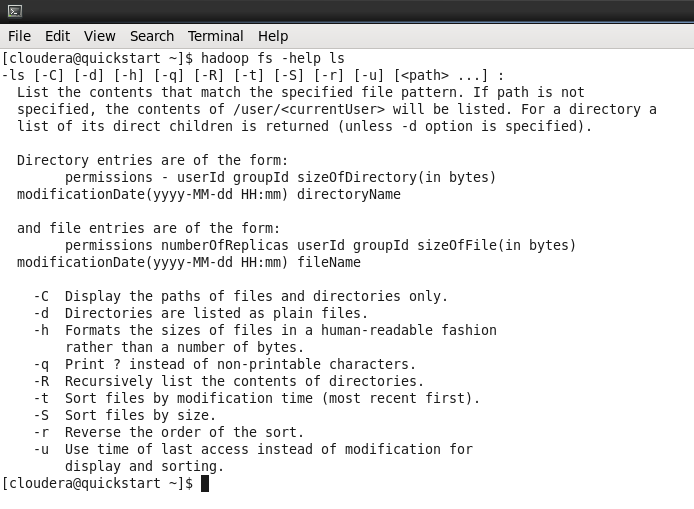 File Edit View Search Terminal Help
[cloudera@quickstart ~]$ hadoop fs -help ls
-ls [-C] [-d] [-h] [-q] [-R] [-t] [-S] [-r] [-u] [<path> ...] :
  List the contents that match the specified file pattern. If path is not
  specified, the contents of /user/<currentUser> will be listed. For a directory a
  list of its direct children is returned (unless -d option is specified).

  Directory entries are of the form:
        permissions - userId groupId sizeOfDirectory(in bytes)
  modificationDate(yyyy-MM-dd HH:mm) directoryName

  and file entries are of the form:
        permissions numberOfReplicas userId groupId sizeOfFile(in bytes)
  modificationDate(yyyy-MM-dd HH:mm) fileName

    -C  Display the paths of files and directories only.
    -d  Directories are listed as plain files.
    -h  Formats the sizes of files in a human-readable fashion
        rather than a number of bytes.
    -q  Print ? instead of non-printable characters.
    -R  Recursively list the contents of directories.
    -t  Sort files by modification time (most recent first).
    -S  Sort files by size.
    -r  Reverse the order of the sort.
    -u  Use time of last access instead of modification for
        display and sorting.
[cloudera@quickstart ~]$